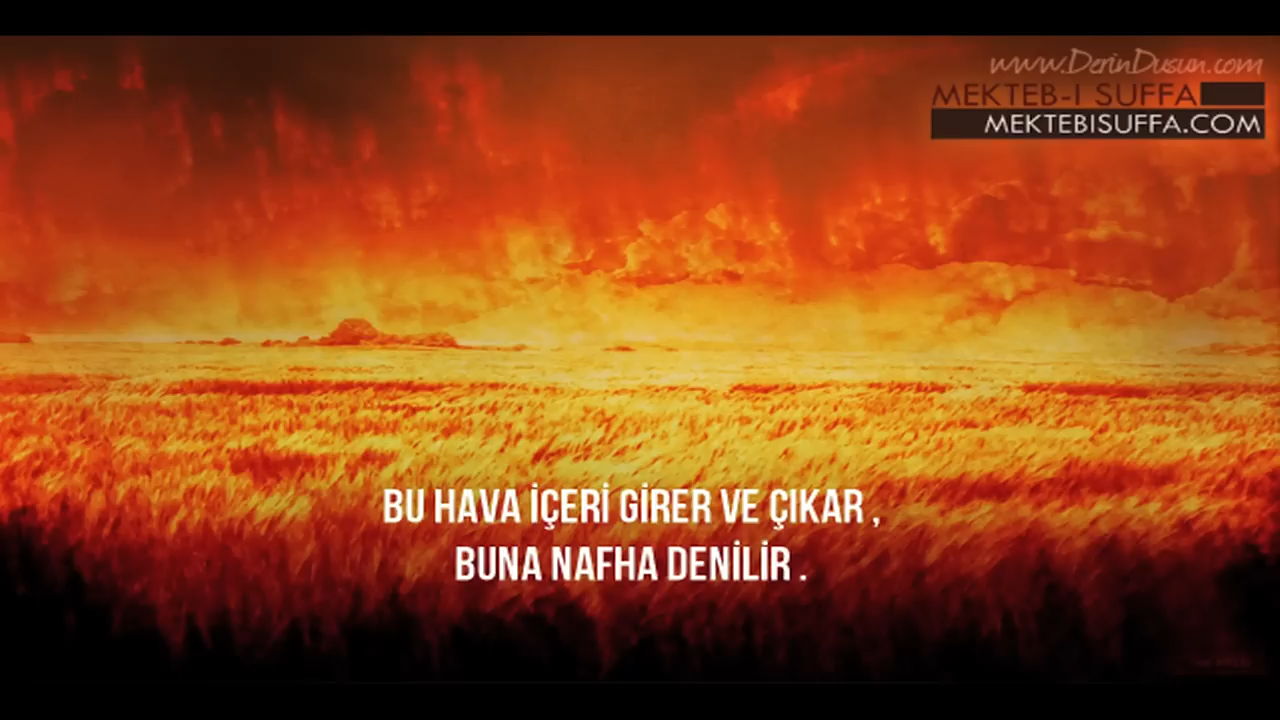 www.DerinDusun.com
MEKTEB-I SUFFA
MEKTEBISUFFA.COM
BU HAVA İÇERİ GİRER VE ÇIKAR ,
BUNA NAFHA DENİLİR .